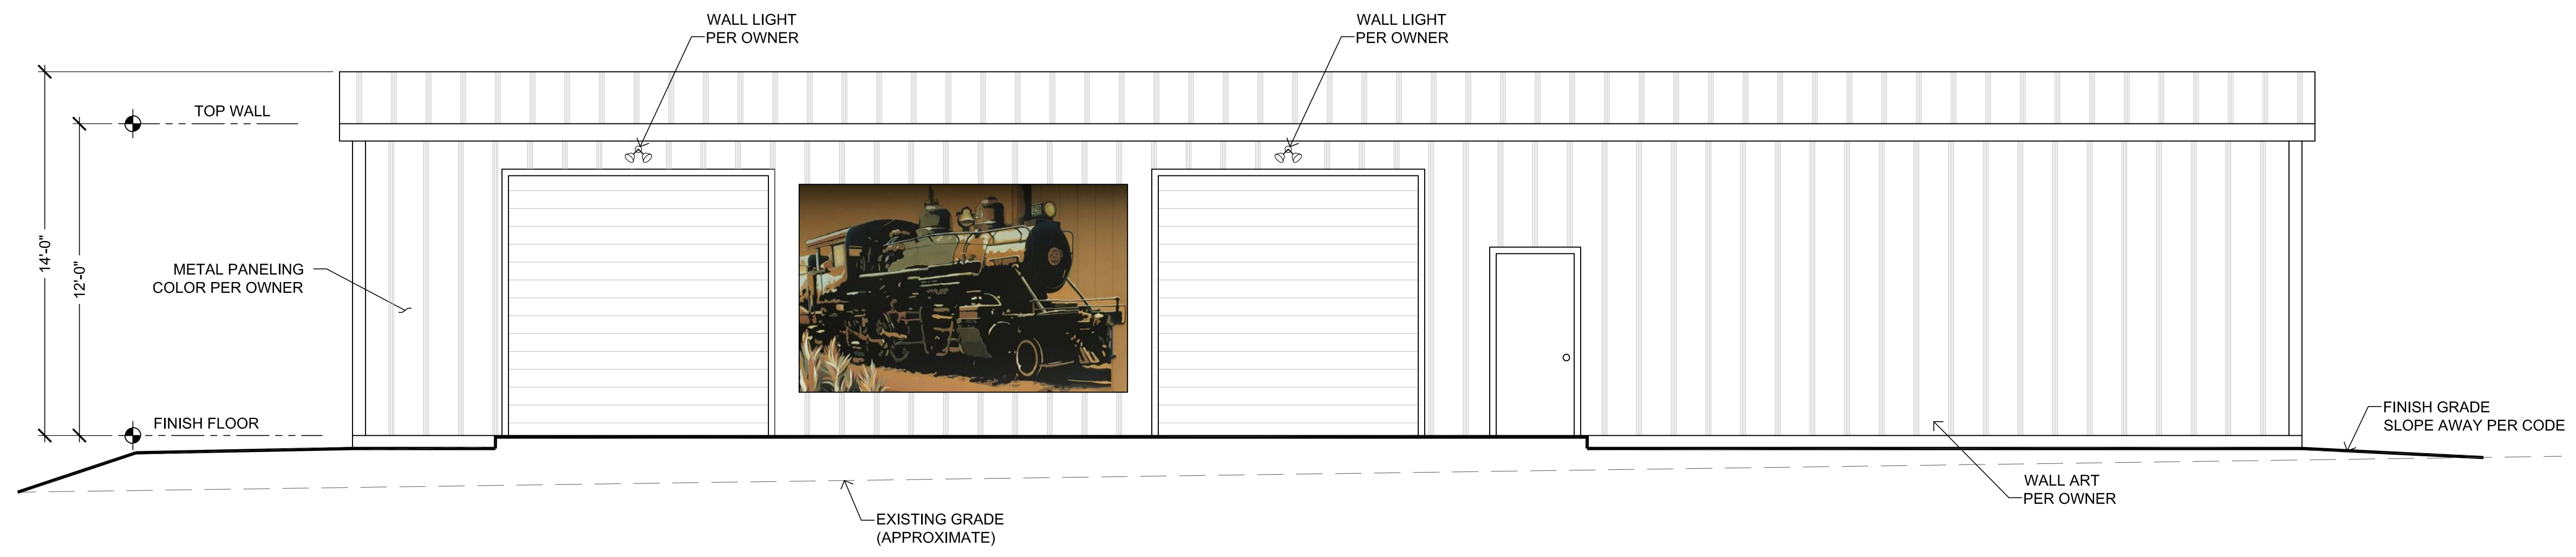 WALL LIGHT
PER OWNER
WALL LIGHT
PER OWNER
TOP WALL
14'-0"
12'-0"
METAL PANELING
COLOR PER OWNER
FINISH FLOOR
FINISH GRADE
SLOPE AWAY PER CODE
WALL ART
PER OWNER
EXISTING GRADE
(APPROXIMATE)